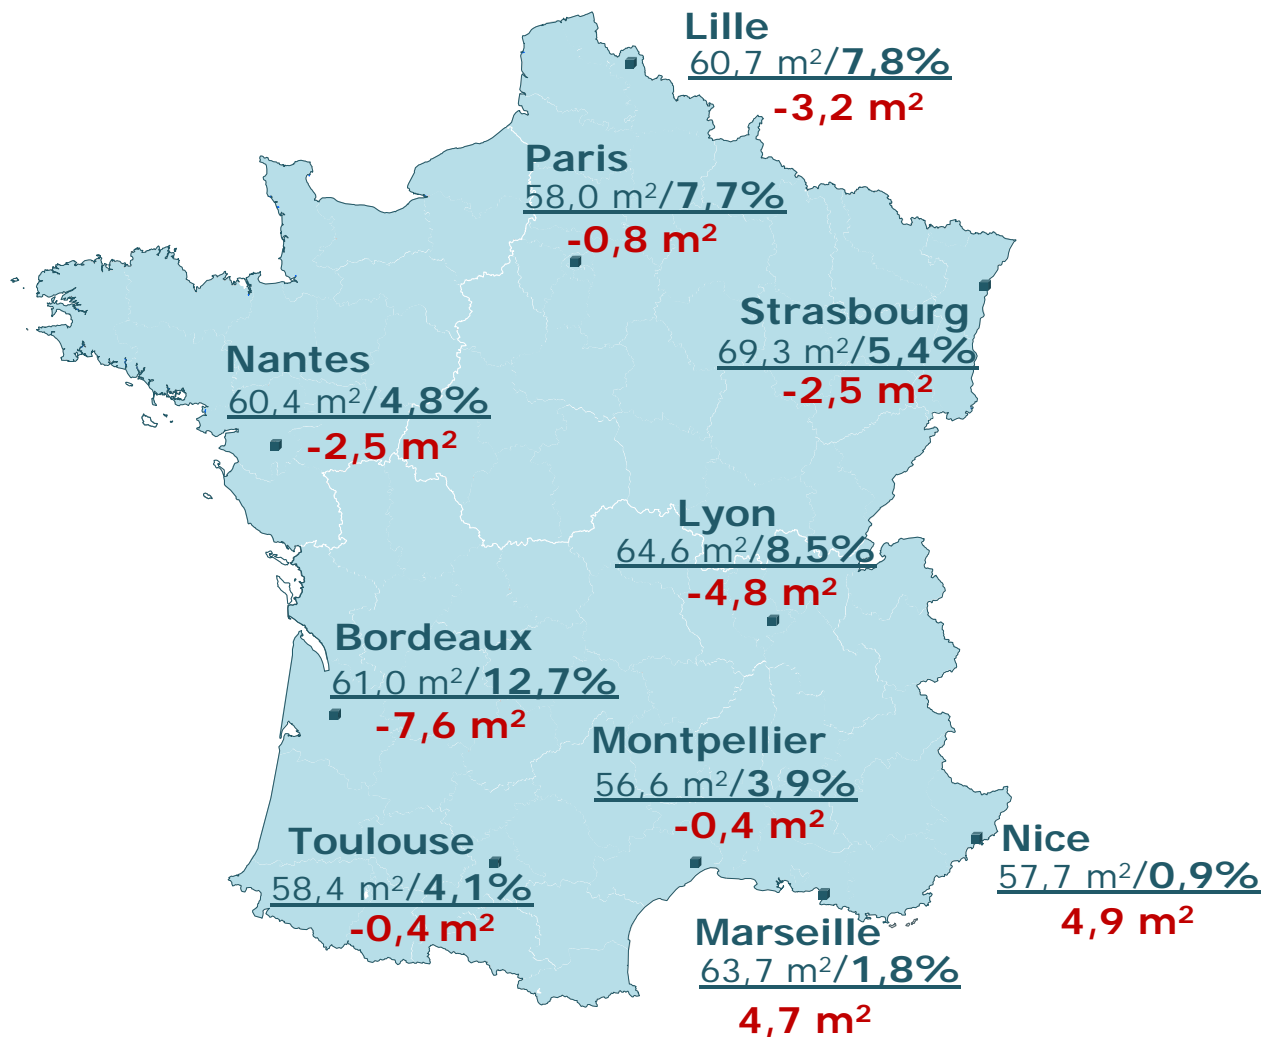 Lille
60,7 m²/7,8%
-3,2 m²
Paris
58,0 m²/7,7%
-0,8 m²
Strasbourg
69,3 m²/5,4%
-2,5 m²
Nantes
60,4 m²/4,8%
-2,5 m²
Lyon
64,6 m²/8,5%
-4,8 m²
Bordeaux
61,0 m²/12,7%
-7,6 m²
Montpellier
56,6 m²/3,9%
-0,4 m²
Toulouse
58,4 m²/4,1%
-0,4 m²
Nice
57,7 m²/0,9%
4,9 m²
Marseille
63,7 m²/1,8%
4,7 m²